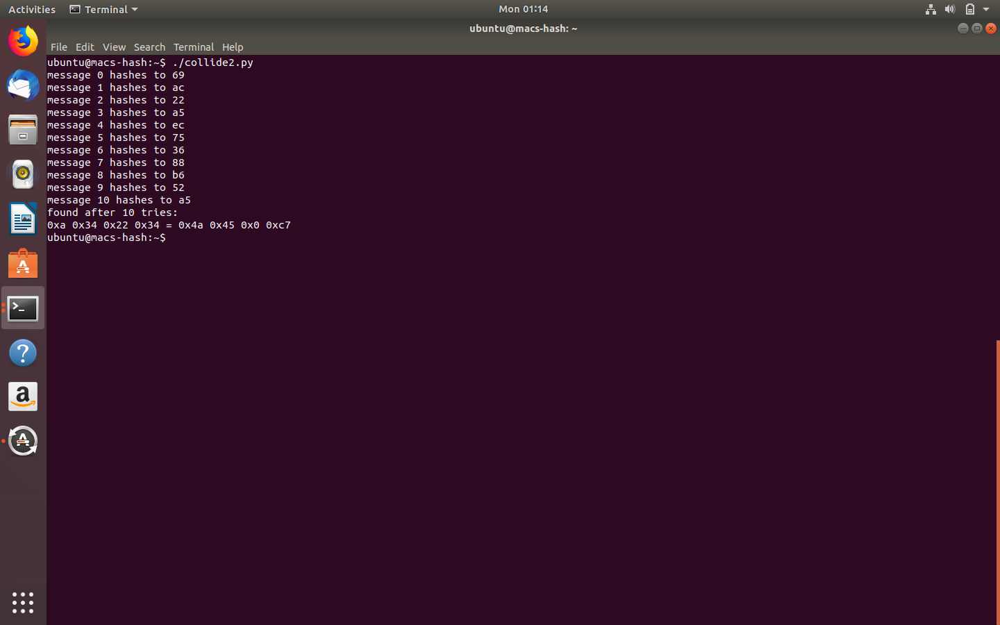 Activities Terminal Mon 01:14
ubuntu@macs-hash: ~
File Edit View Search Terminal Help
ubuntu@macs-hash:~$ ./collide2.py
message 0 hashes to 69
message 1 hashes to ac
message 2 hashes to 22
message 3 hashes to a5
message 4 hashes to ec
message 5 hashes to 75
message 6 hashes to 36
message 7 hashes to 88
message 8 hashes to b6
message 9 hashes to 52
message 10 hashes to a5
found after 10 tries:
0xa 0x34 0x22 0x34 = 0x4a 0x45 0x0 0xc7
ubuntu@macs-hash:~$